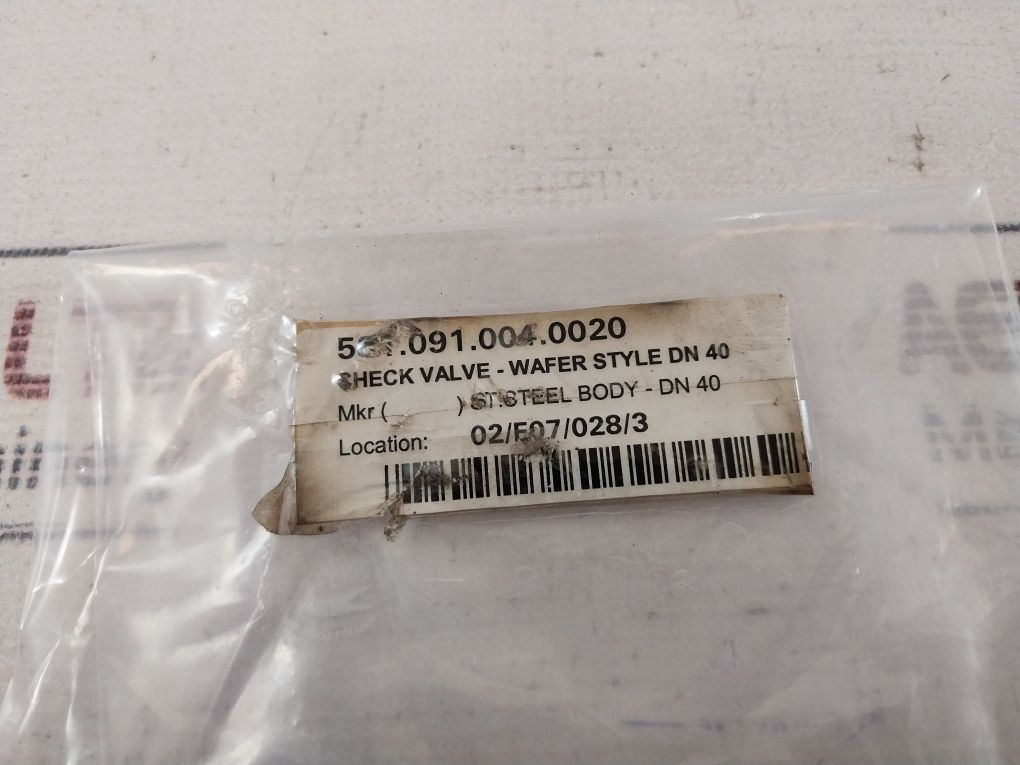 .091.004.0020
CHECK VALVE - WAFER STYLE DN 40
Mkr ( ) ST.STEEL BODY - DN 40
Location: 02/F07/028/3